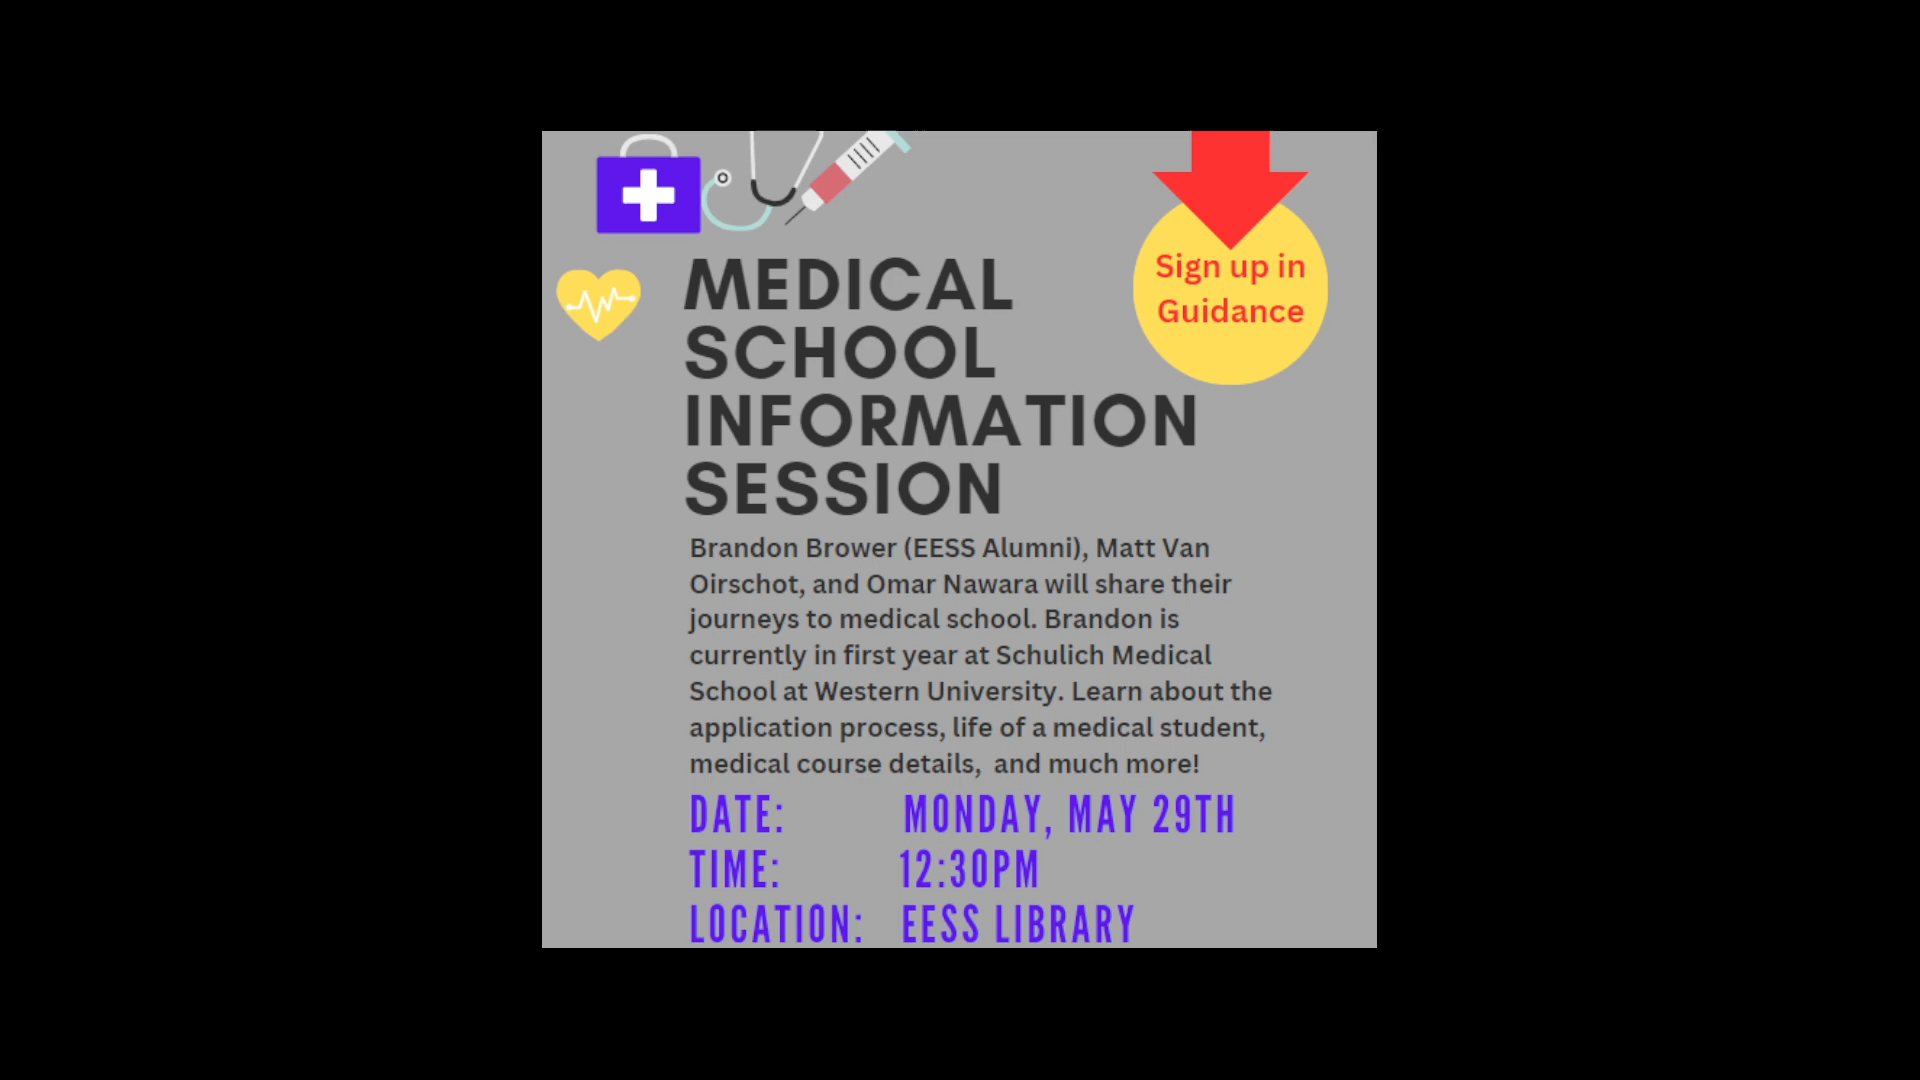 Sign up in
Guidance
MEDICAL
SCHOOL
INFORMATION
SESSION
Brandon Brower (EESS Alumni), Matt Van
Oirschot, and Omar Nawara will share their
journeys to medical school. Brandon is
currently in first year at Schulich Medical
School at Western University. Learn about the
application process, life of a medical student,
medical course details, and much more!
DATE: MONDAY, MAY 29TH
TIME: 12:30PM
LOCATION: EESS LIBRARY